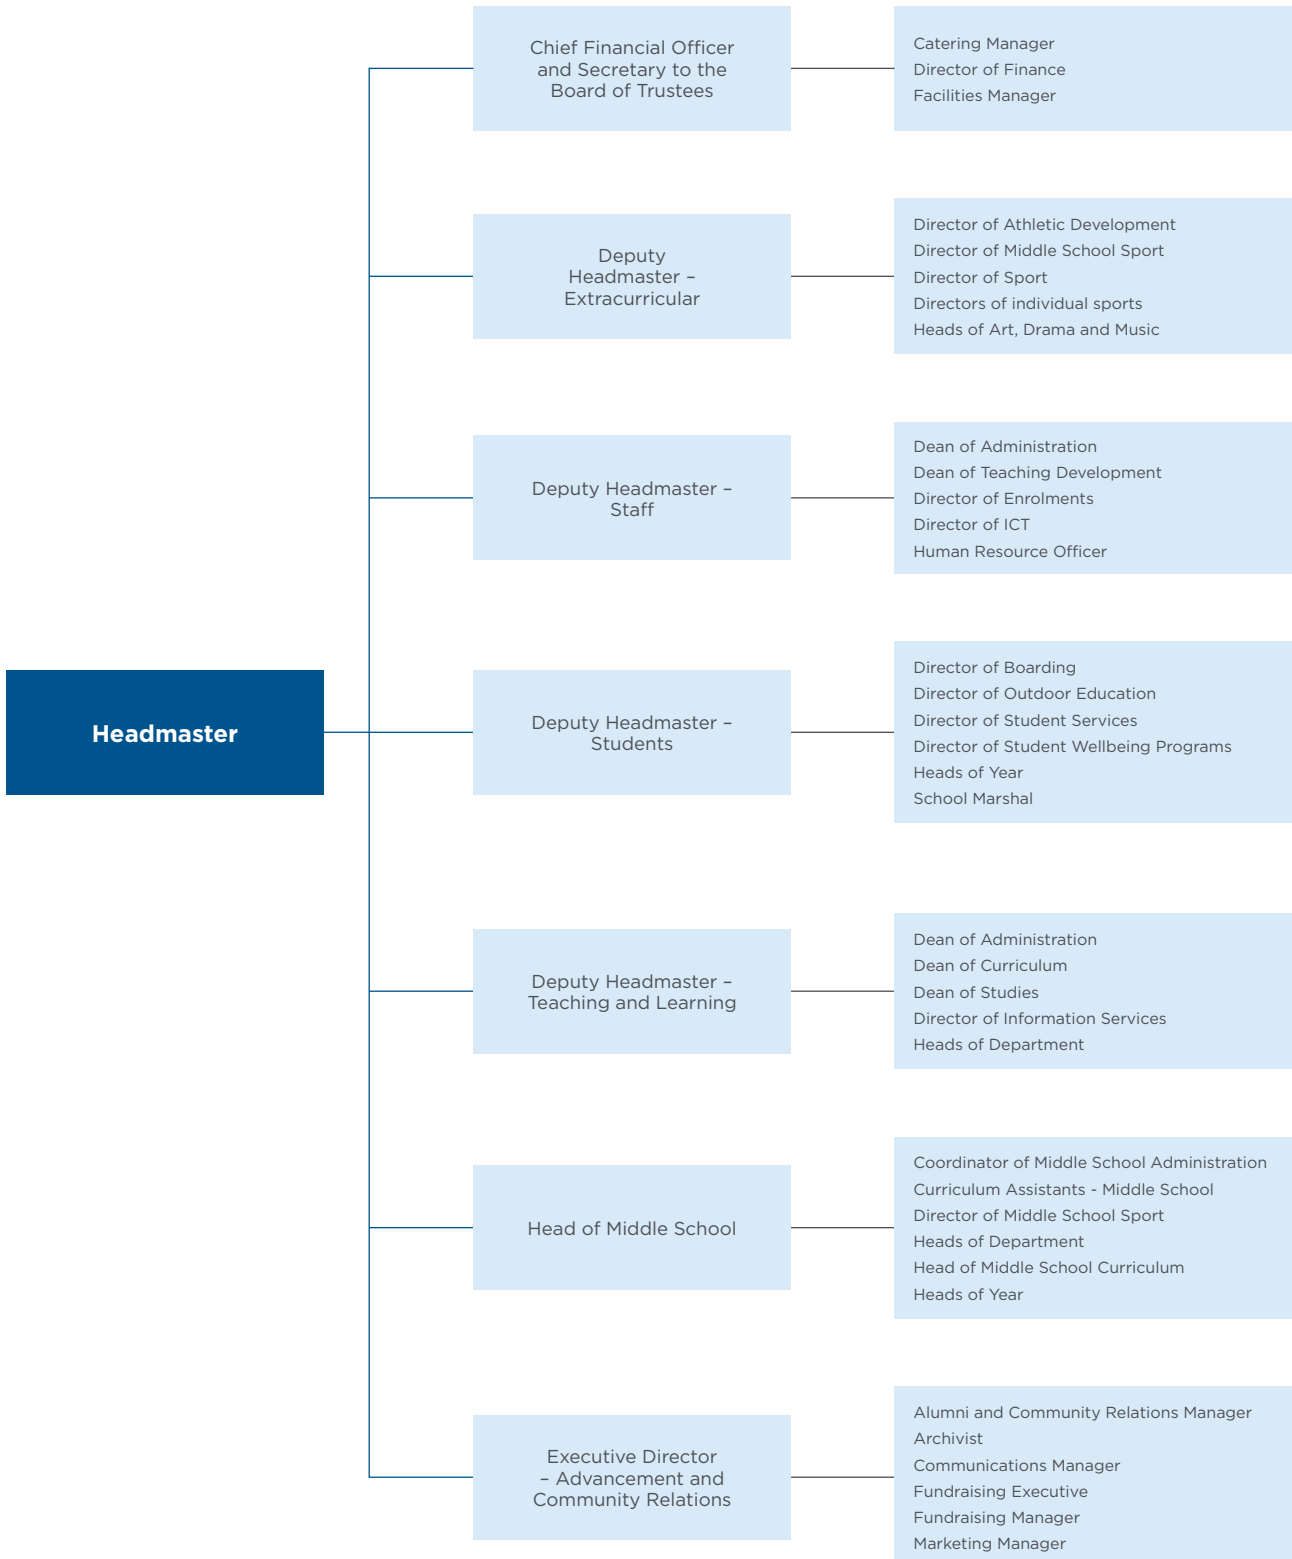 Chief Financial Officer
and Secretary to the
Board of Trustees
Catering Manager
Director of Finance
Facilities Manager
Deputy
Headmaster –
Extracurricular
Director of Athletic Development
Director of Middle School Sport
Director of Sport
Directors of individual sports
Heads of Art, Drama and Music
Deputy Headmaster –
Staff
Dean of Administration
Dean of Teaching Development
Director of Enrolments
Director of ICT
Human Resource Officer
Headmaster
Deputy Headmaster –
Students
Director of Boarding
Director of Outdoor Education
Director of Student Services
Director of Student Wellbeing Programs
Heads of Year
School Marshal
Deputy Headmaster –
Teaching and Learning
Dean of Administration
Dean of Curriculum
Dean of Studies
Director of Information Services
Heads of Department
Head of Middle School
Coordinator of Middle School Administration
Curriculum Assistants - Middle School
Director of Middle School Sport
Heads of Department
Head of Middle School Curriculum
Heads of Year
Executive Director
– Advancement and
Community Relations
Alumni and Community Relations Manager
Archivist
Communications Manager
Fundraising Executive
Fundraising Manager
Marketing Manager